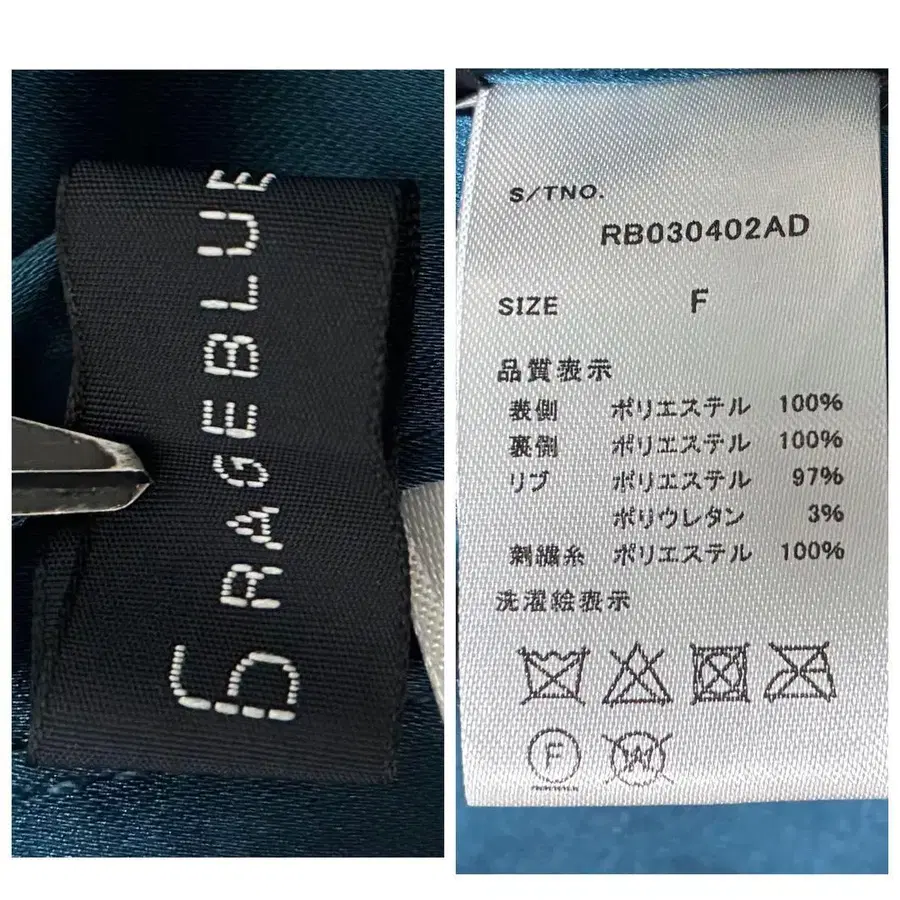 6 RAGEBLUE
S/TNO.
RB030402AD
SIZE F
品質表示
表側 ポリエステル 100%
裏側 ポリエステル 100%
リブ ポリエステル 97%
ポリウレタン 3%
刺繍糸 ポリエステル 100%
洗濯絵表示
F
W